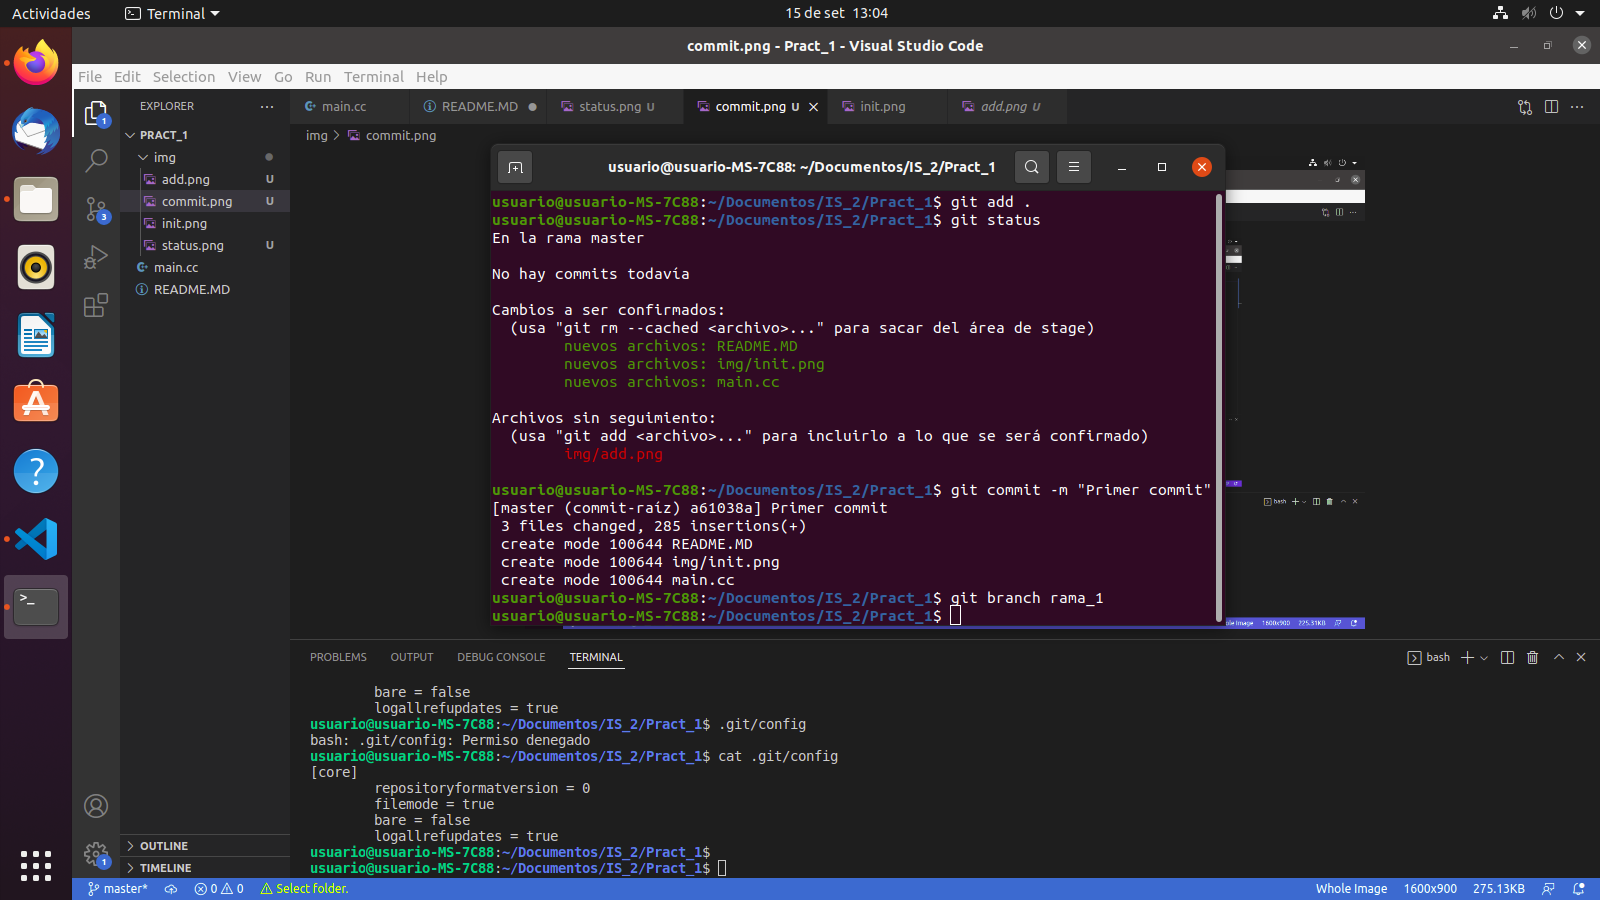 Actividades
Terminal
15 de set 13:04
commit.png - Pract_1 - Visual Studio Code
File Edit Selection View Go Run Terminal Help
EXPLORER
PRACT_1
img
add.png U
commit.png U
init.png
status.png U
main.cc
README.MD
OUTLINE
TIMELINE
main.cc
README.MD
status.png U
commit.png U
init.png
add.png U
img > commit.png
usuario@usuario-MS-7C88: ~/Documentos/IS_2/Pract_1
usuario@usuario-MS-7C88:~/Documentos/IS_2/Pract_1$ git add .
usuario@usuario-MS-7C88:~/Documentos/IS_2/Pract_1$ git status
En la rama master
No hay commits todavía
Cambios a ser confirmados:
(usa "git rm --cached <archivo>..." para sacar del área de stage)
nuevos archivos: README.MD
nuevos archivos: img/init.png
nuevos archivos: main.cc
Archivos sin seguimiento:
(usa "git add <archivo>..." para incluirlo a lo que se será confirmado)
img/add.png
usuario@usuario-MS-7C88:~/Documentos/IS_2/Pract_1$ git commit -m "Primer commit"
[master (commit-raíz) a61038a] Primer commit
3 files changed, 285 insertions(+)
create mode 100644 README.MD
create mode 100644 img/init.png
create mode 100644 main.cc
usuario@usuario-MS-7C88:~/Documentos/IS_2/Pract_1$ git branch rama_1
usuario@usuario-MS-7C88:~/Documentos/IS_2/Pract_1$
bash
Whole Image 1600x900 275.31KB
PROBLEMS OUTPUT DEBUG CONSOLE TERMINAL
bash
bare = false
logallrefupdates = true
usuario@usuario-MS-7C88:~/Documentos/IS_2/Pract_1$ .git/config
bash: .git/config: Permiso denegado
usuario@usuario-MS-7C88:~/Documentos/IS_2/Pract_1$ cat .git/config
[core]
repositoryformatversion = 0
filemode = true
bare = false
logallrefupdates = true
usuario@usuario-MS-7C88:~/Documentos/IS_2/Pract_1$
usuario@usuario-MS-7C88:~/Documentos/IS_2/Pract_1$
master* 0 0 Select folder.
Whole Image 1600x900 275.13KB